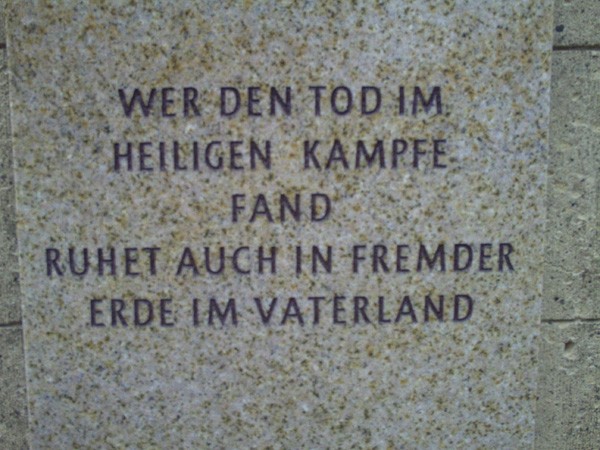 WER DEN TOD IM
HEILIGEN KAMPFE
FAND
RUHET AUCH IN FREMDER
ERDE IM VATERLAND